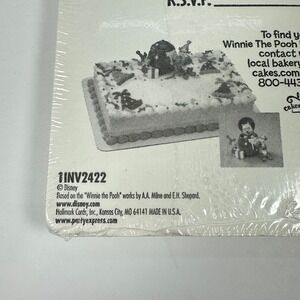 R.S.V.P.
To find
Winnie The Pooh
contact
local bakery
cakes.com
800-443
1INV2422
© Disney
Based on the "Winnie the Pooh" works by A.A. Milne and E.H. Shepard.
www.disney.com
Hallmark Cards, Inc., Kansas City, MO 64141 MADE IN U.S.A.
www.partyexpress.com